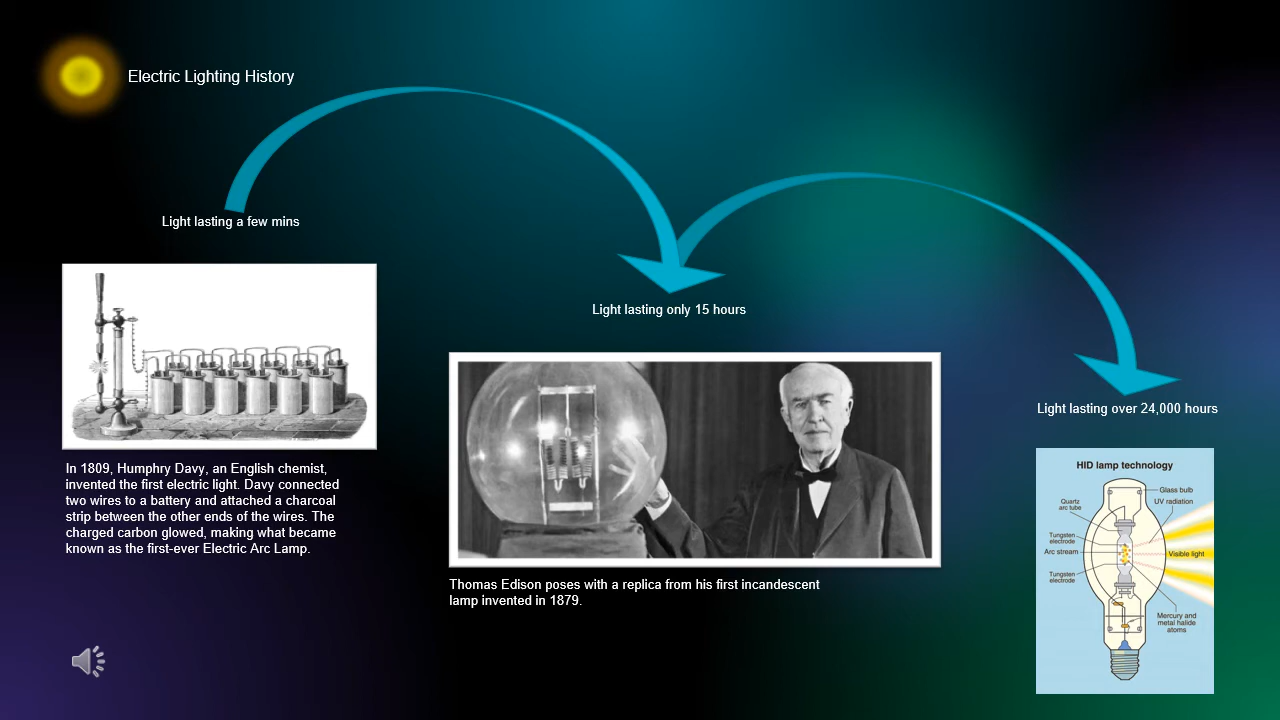 Electric Lighting History
Light lasting a few mins
In 1809, Humphry Davy, an English chemist,
invented the first electric light. Davy connected
two wires to a battery and attached a charcoal
strip between the other ends of the wires. The
charged carbon glowed, making what became
known as the first-ever Electric Arc Lamp.
Light lasting only 15 hours
Thomas Edison poses with a replica from his first incandescent
lamp invented in 1879.
Light lasting over 24,000 hours
HID lamp technology
Glass bulb
UV radiation
Quartz
arc tube
Tungsten
electrode
Arc stream
Visible light
Tungsten
electrode
Mercury and
metal halide
atoms